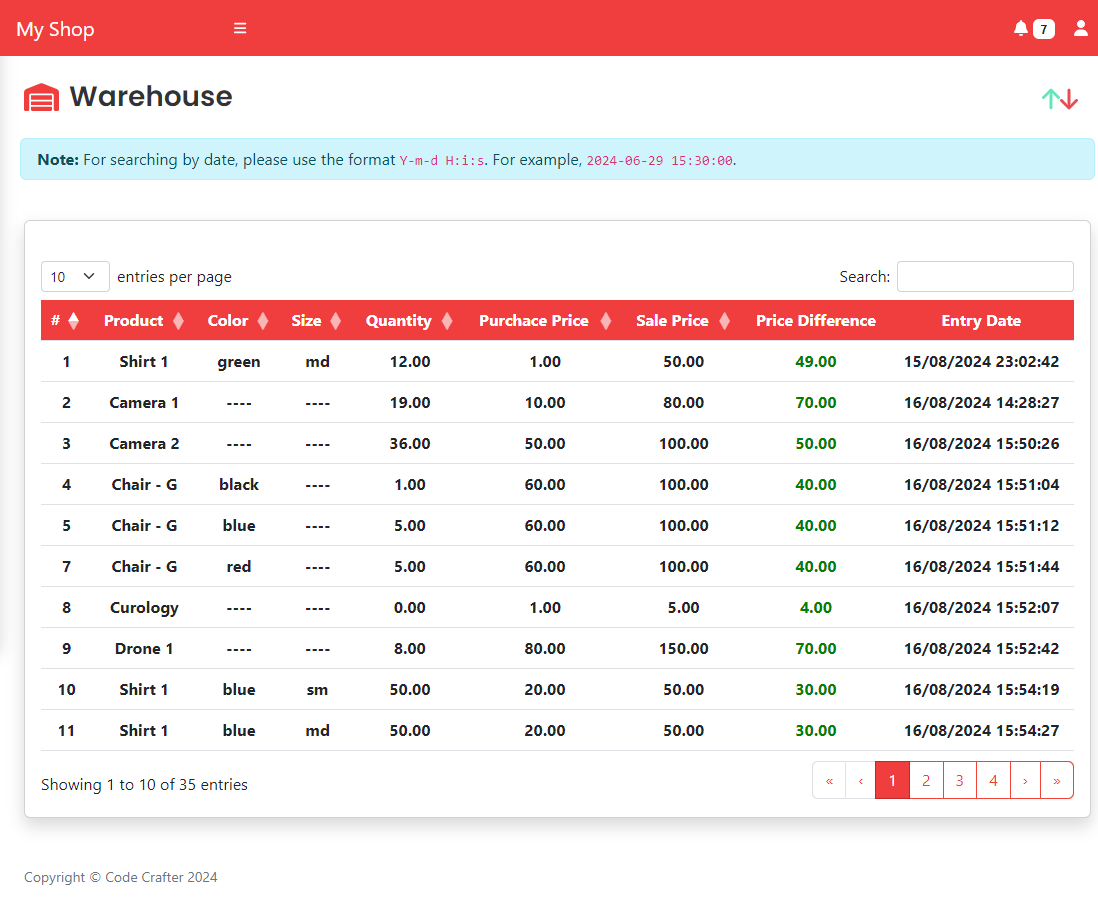 My Shop 7
Warehouse
Note: For searching by date, please use the format Y-m-d H:i:s. For example, 2024-06-29 15:30:00.
10 entries per page Search:
# Product Color Size Quantity Purchace Price Sale Price Price Difference Entry Date
1 Shirt 1 green md 12.00 1.00 50.00 49.00 15/08/2024 23:02:42
2 Camera 1 ---- ---- 19.00 10.00 80.00 70.00 16/08/2024 14:28:27
3 Camera 2 ---- ---- 36.00 50.00 100.00 50.00 16/08/2024 15:50:26
4 Chair - G black ---- 1.00 60.00 100.00 40.00 16/08/2024 15:51:04
5 Chair - G blue ---- 5.00 60.00 100.00 40.00 16/08/2024 15:51:12
7 Chair - G red ---- 5.00 60.00 100.00 40.00 16/08/2024 15:51:44
8 Curology ---- ---- 0.00 1.00 5.00 4.00 16/08/2024 15:52:07
9 Drone 1 ---- ---- 8.00 80.00 150.00 70.00 16/08/2024 15:52:42
10 Shirt 1 blue sm 50.00 20.00 50.00 30.00 16/08/2024 15:54:19
11 Shirt 1 blue md 50.00 20.00 50.00 30.00 16/08/2024 15:54:27
Showing 1 to 10 of 35 entries « ‹ 1 2 3 4 › »
Copyright © Code Crafter 2024